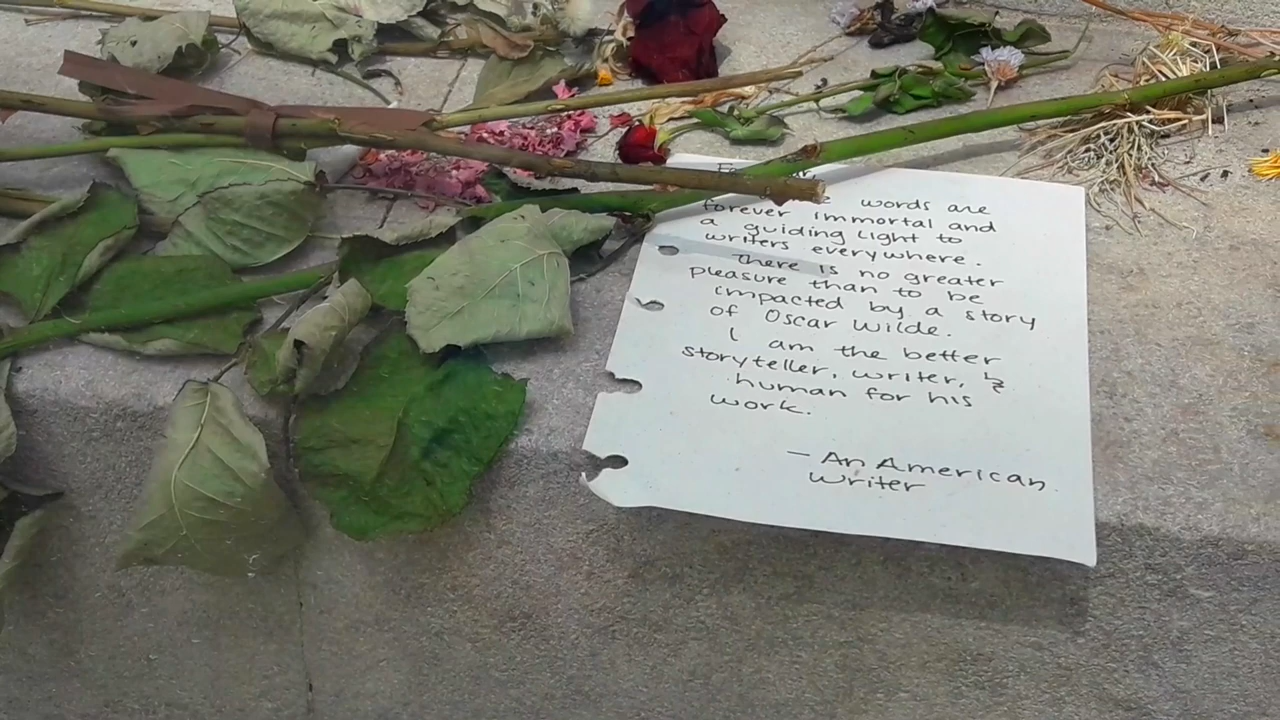 words are
forever immortal and
a guiding light to
writers everywhere.
There is no greater
pleasure than to be
impacted by a story
of Oscar Wilde.
I am the better
storyteller, writer, &
human for his
work.
- An American
Writer